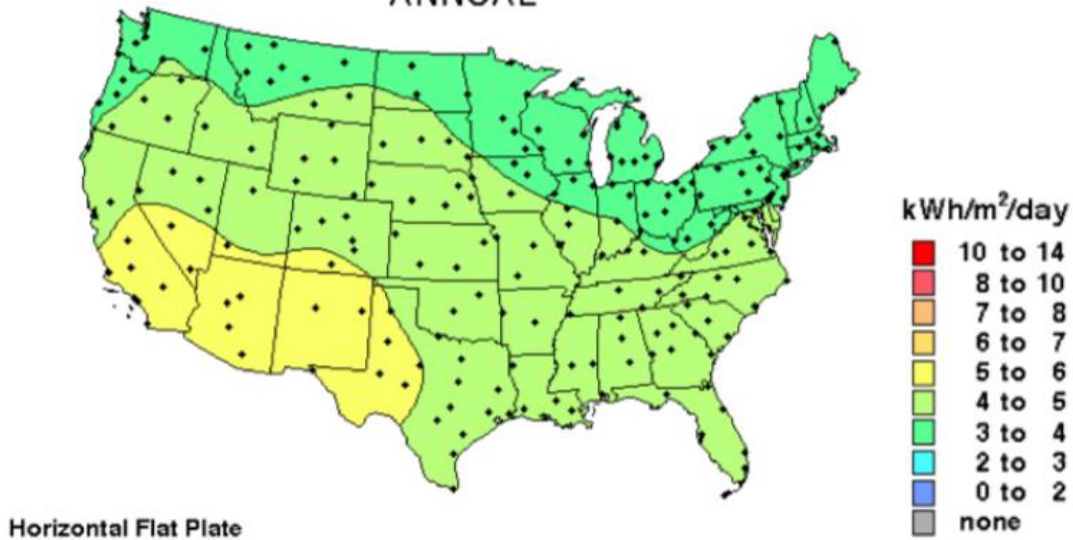 ANNUAL
kWh/m²/day
10 to 14
8 to 10
7 to 8
6 to 7
5 to 6
4 to 5
3 to 4
2 to 3
0 to 2
none
Horizontal Flat Plate